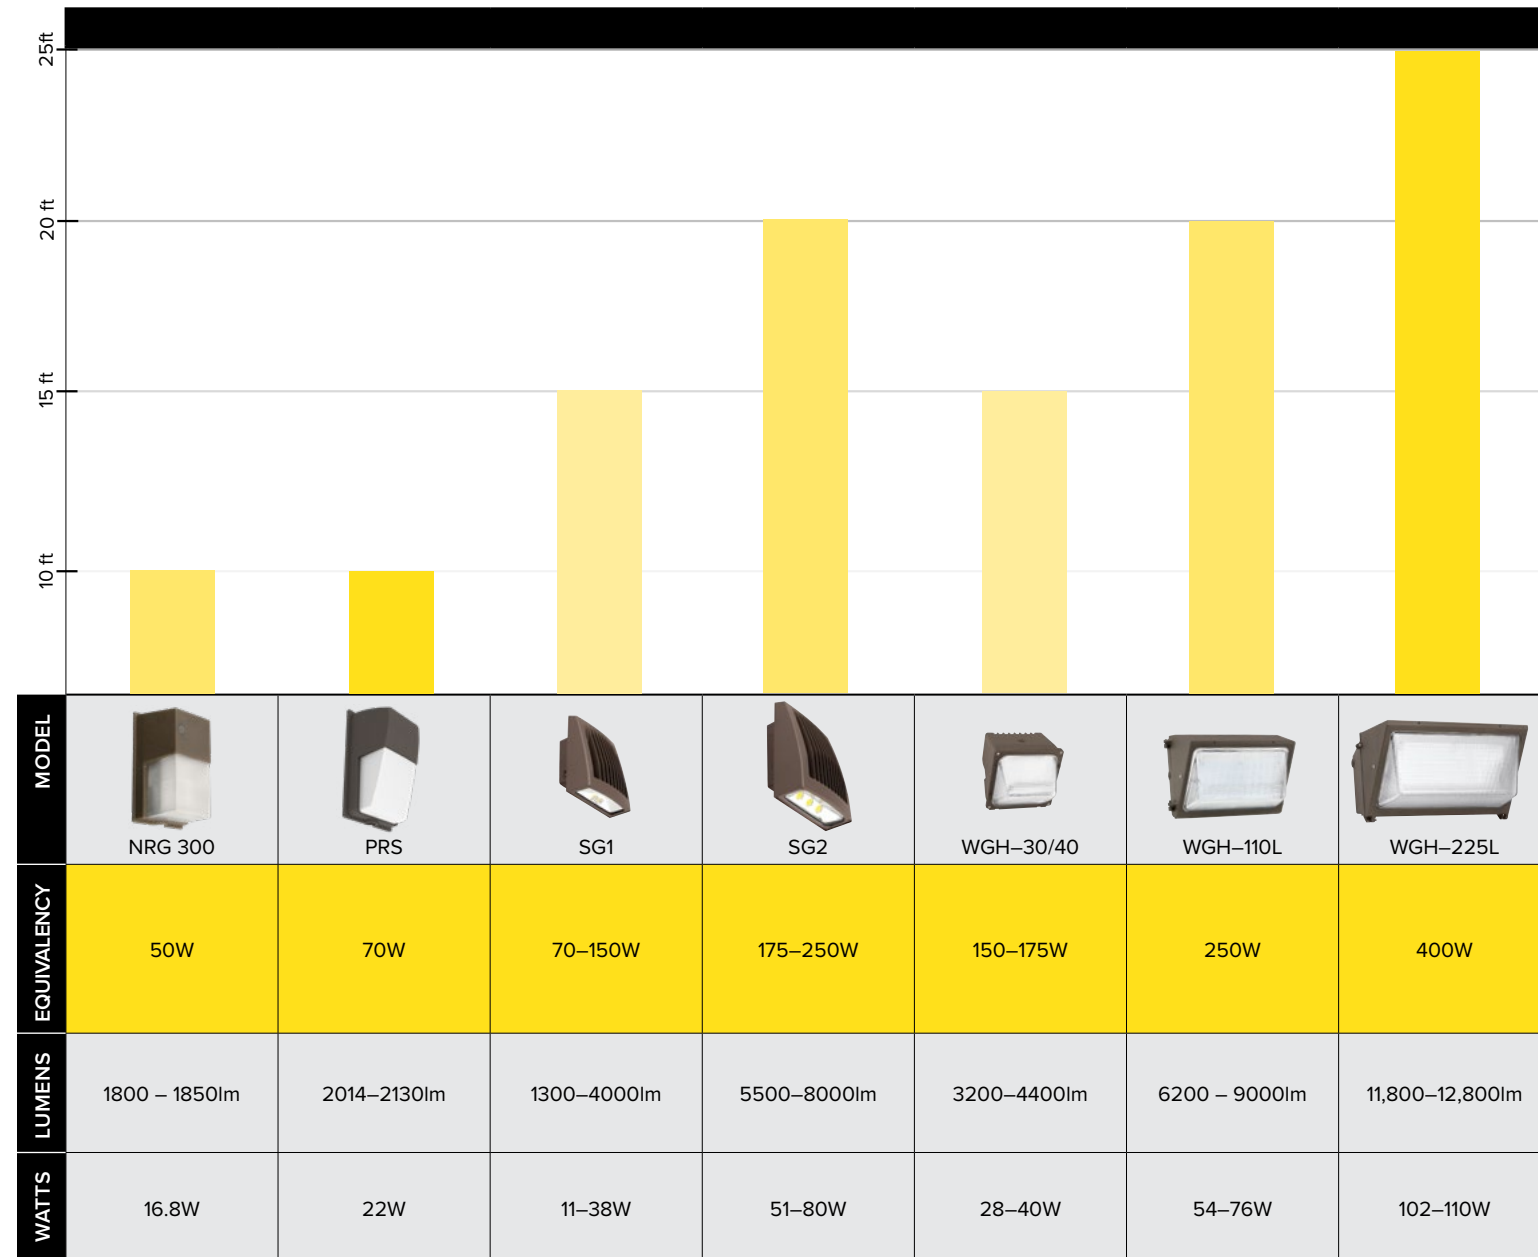 25ft
20 ft
15 ft
10 ft
MODEL
NRG 300
PRS
SG1
SG2
WGH–30/40
WGH–110L
WGH–225L
EQUIVALENCY
50W
70W
70–150W
175–250W
150–175W
250W
400W
LUMENS
1800 – 1850lm
2014–2130lm
1300–4000lm
5500–8000lm
3200–4400lm
6200 – 9000lm
11,800–12,800lm
WATTS
16.8W
22W
11–38W
51–80W
28–40W
54–76W
102–110W